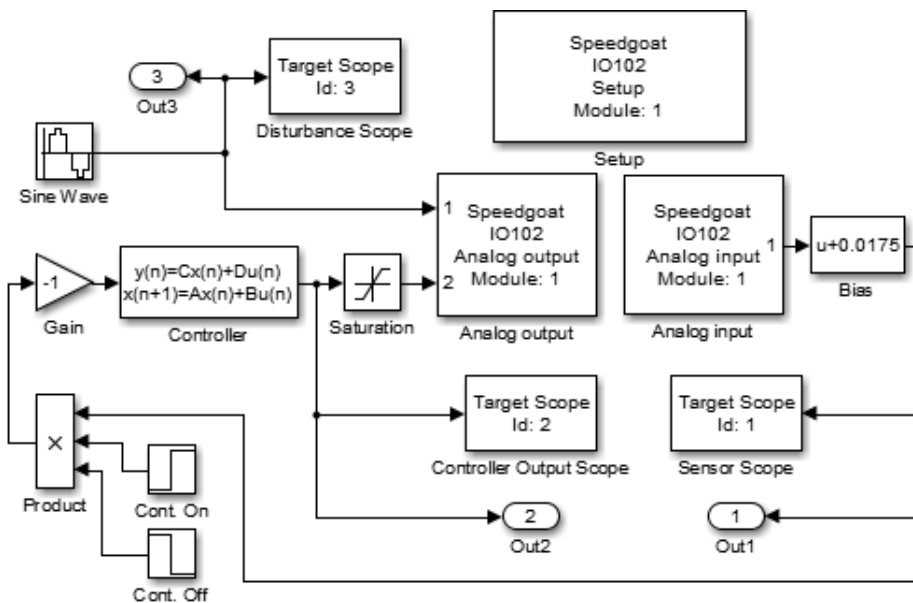 Target Scope
Id: 3
3
Out3
Disturbance Scope
Speedgoat
IO102
Setup
Module: 1
Setup
Sine Wave
1
2
Speedgoat
IO102
Analog output
Module: 1
Analog output
Speedgoat
IO102
Analog input
Module: 1
1
Analog input
u+0.0175
Bias
-1
Gain
y(n)=Cx(n)+Du(n)
x(n+1)=Ax(n)+Bu(n)
Controller
Saturation
Target Scope
Id: 2
Controller Output Scope
Target Scope
Id: 1
Sensor Scope
×
Product
Cont. On
2
Out2
1
Out1
Cont. Off